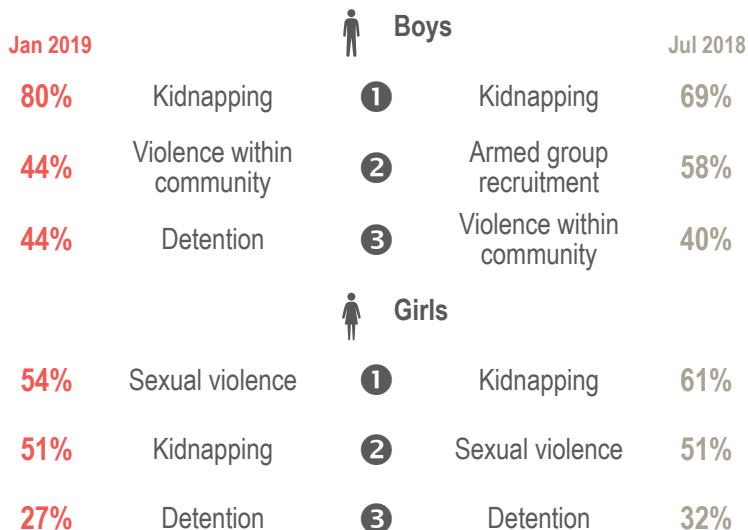 Boys
Jan 2019 Jul 2018
80% Kidnapping 1 Kidnapping 69%
44% Violence within
community 2 Armed group
recruitment 58%
44% Detention 3 Violence within
community 40%
Girls
54% Sexual violence 1 Kidnapping 61%
51% Kidnapping 2 Sexual violence 51%
27% Detention 3 Detention 32%